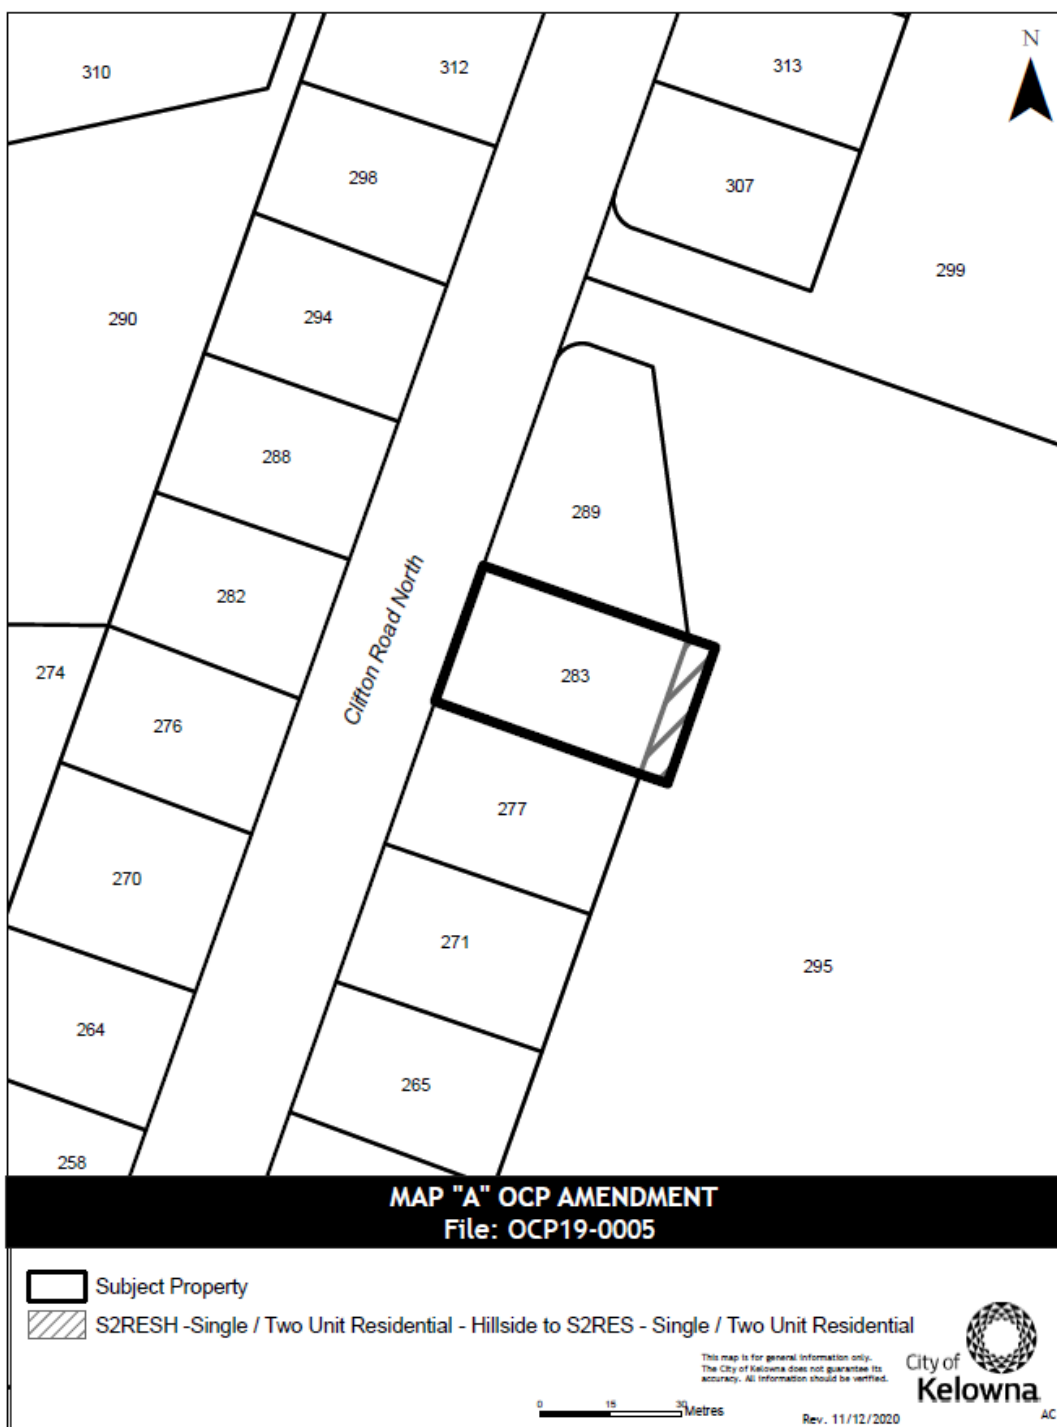 N
310
312
313
298
307
299
290
294
288
289
282
Clifton Road North
274
283
276
277
270
271
295
264
265
258
MAP "A" OCP AMENDMENT
File: OCP19-0005
Subject Property
S2RESH -Single / Two Unit Residential - Hillside to S2RES - Single / Two Unit Residential
This map is for general information only.
The City of Kelowna does not guarantee its
accuracy. All information should be verified.
City of
Kelowna
0 15 30 Metres
Rev. 11/12/2020
AC